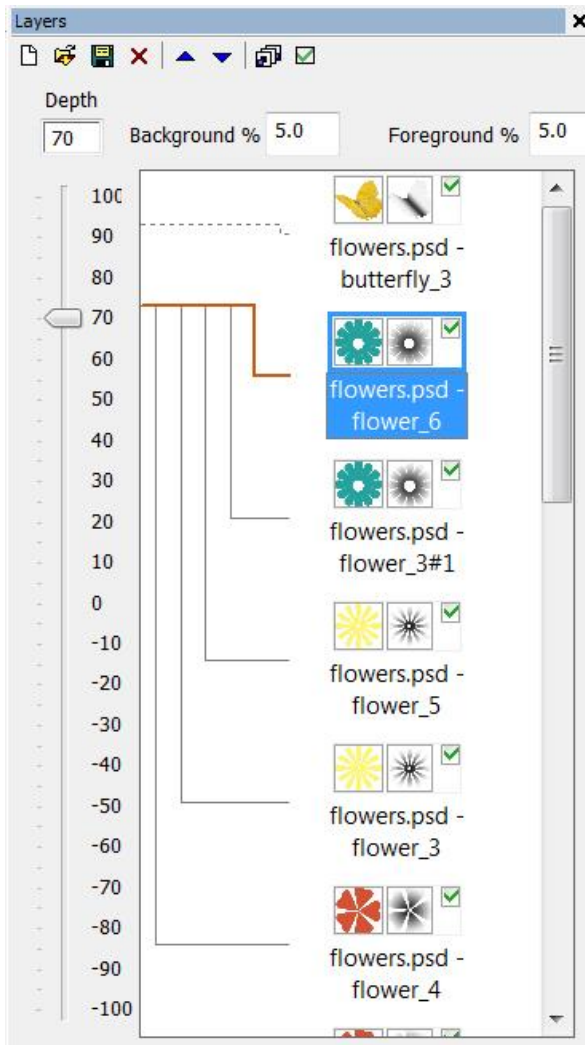 Layers
Depth
70
Background % 5.0 Foreground % 5.0
100
90
80
70
60
50
40
30
20
10
0
-10
-20
-30
-40
-50
-60
-70
-80
-90
-100
flowers.psd -
butterfly_3
flowers.psd -
flower_6
flowers.psd -
flower_3#1
flowers.psd -
flower_5
flowers.psd -
flower_3
flowers.psd -
flower_4